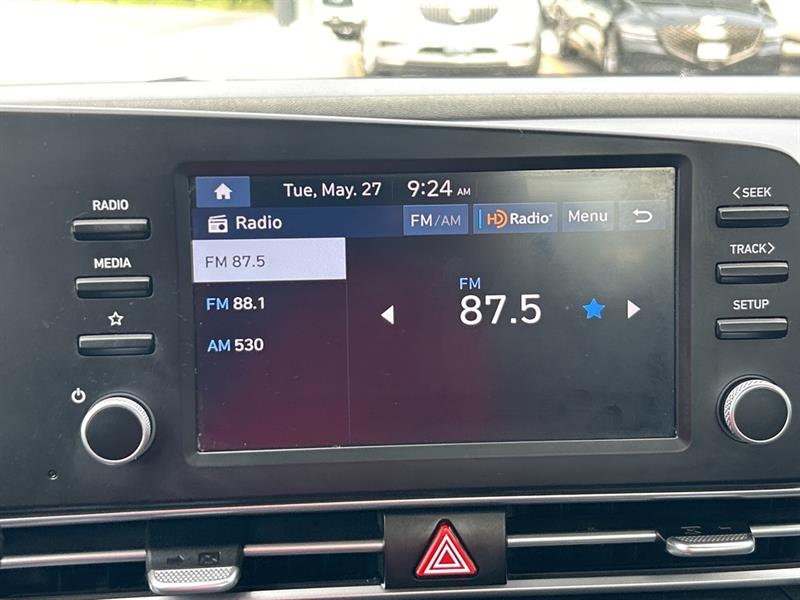 Tue, May. 27 9:24 AM
Radio FM/AM HD Radio Menu
FM 87.5
FM 88.1
AM 530
FM
87.5
RADIO
MEDIA
<SEEK
TRACK>
SETUP